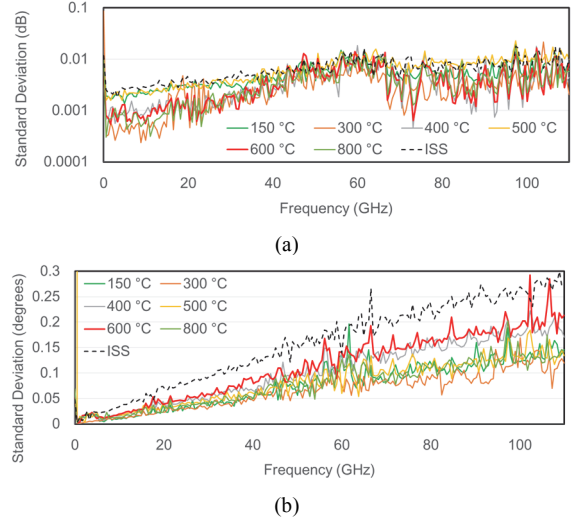 Standard Deviation (dB)
0.1
0.01
0.001
0.0001
150 °C 300 °C 400 °C 500 °C
600 °C 800 °C ISS
0 20 40 60 80 100
Frequency (GHz)
(a)
Standard Deviation (degrees)
0.3
0.25
0.2
0.15
0.1
0.05
0
150 °C 300 °C
400 °C 500 °C
600 °C 800 °C
ISS
0 20 40 60 80 100
Frequency (GHz)
(b)